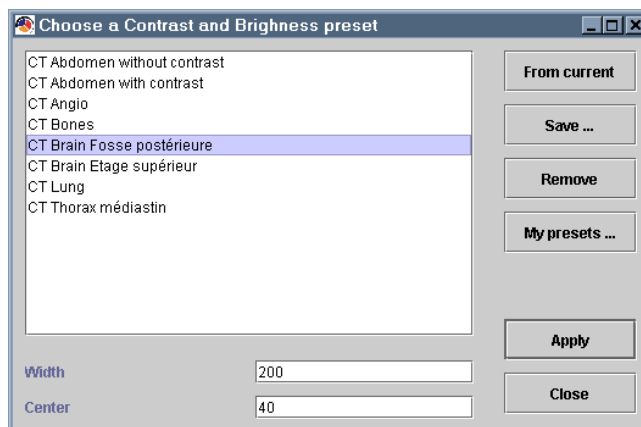 Choose a Contrast and Brighness preset
CT Abdomen without contrast
CT Abdomen with contrast
CT Angio
CT Bones
CT Brain Fosse postérieure
CT Brain Etage supérieur
CT Lung
CT Thorax médiastin
From current
Save ...
Remove
My presets ...
Apply
Close
Width
200
Center
40